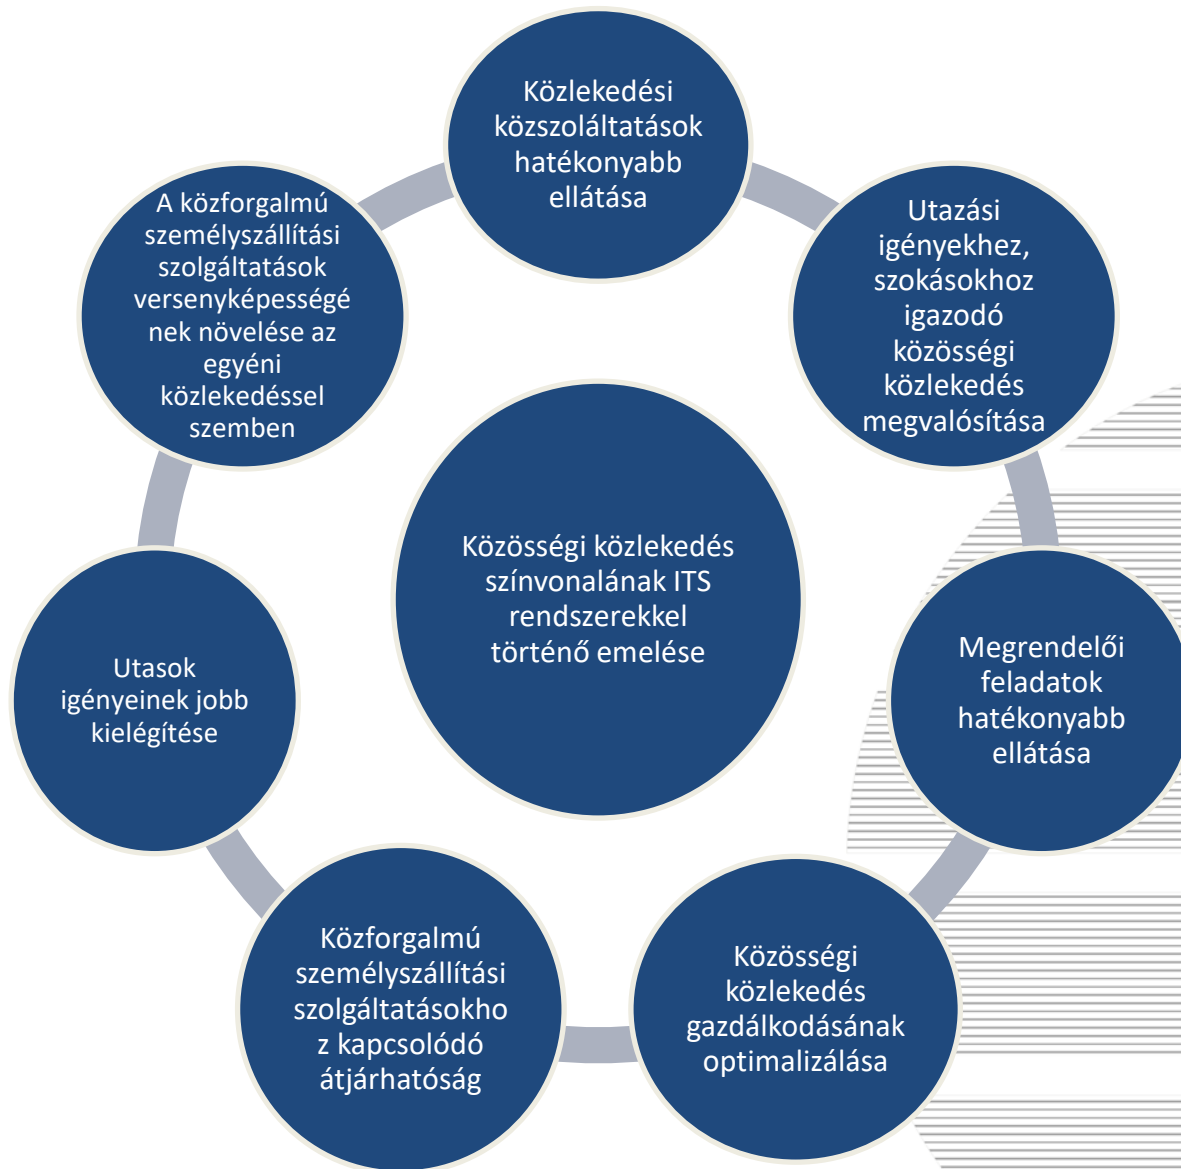 Közlekedési
közszoláltatások
hatékonyabb
ellátása
Utazási
igényekhez,
szokásokhoz
igazodó
közösségi
közlekedés
megvalósítása
Megrendelői
feladatok
hatékonyabb
ellátása
Közösségi
közlekedés
gazdálkodásának
optimalizálása
Közforgalmú
személyszállítási
szolgáltatásokho
z kapcsolódó
átjárhatóság
Utasok
igényeinek jobb
kielégítése
A közforgalmú
személyszállítási
szolgáltatások
versenyképességé
nek növelése az
egyéni
közlekedéssel
szemben
Közösségi közlekedés
színvonalának ITS
rendszerekkel
történő emelése